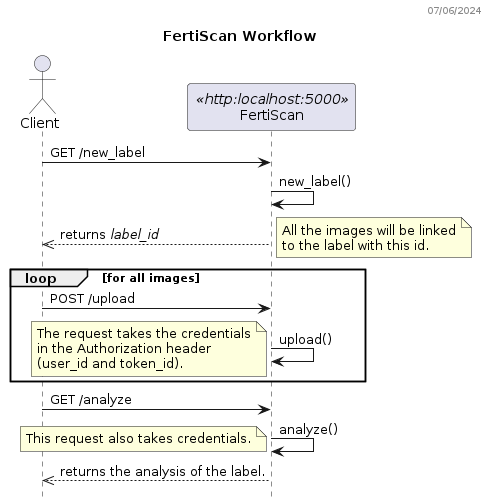 07/06/2024
FertiScan Workflow
Client
«http:localhost:5000»
FertiScan
GET /new_label
new_label()
returns label_id
All the images will be linked
to the label with this id.
loop
[for all images]
POST /upload
The request takes the credentials
in the Authorization header
(user_id and token_id).
upload()
GET /analyze
This request also takes credentials.
analyze()
returns the analysis of the label.